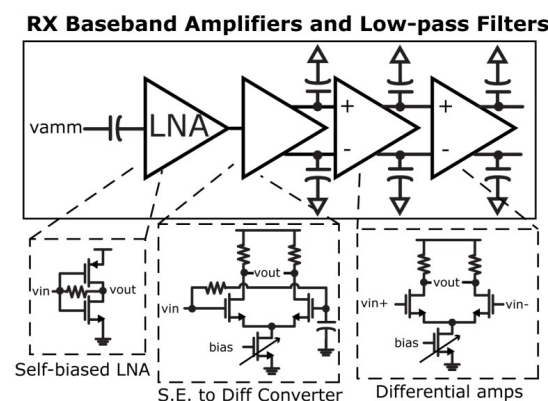 RX Baseband Amplifiers and Low-pass Filters
vamm
LNA
+
-
+
-
vin
vout
vin
vout
bias
vout
vin+
vin-
bias
Self-biased LNA
S.E. to Diff Converter
Differential amps